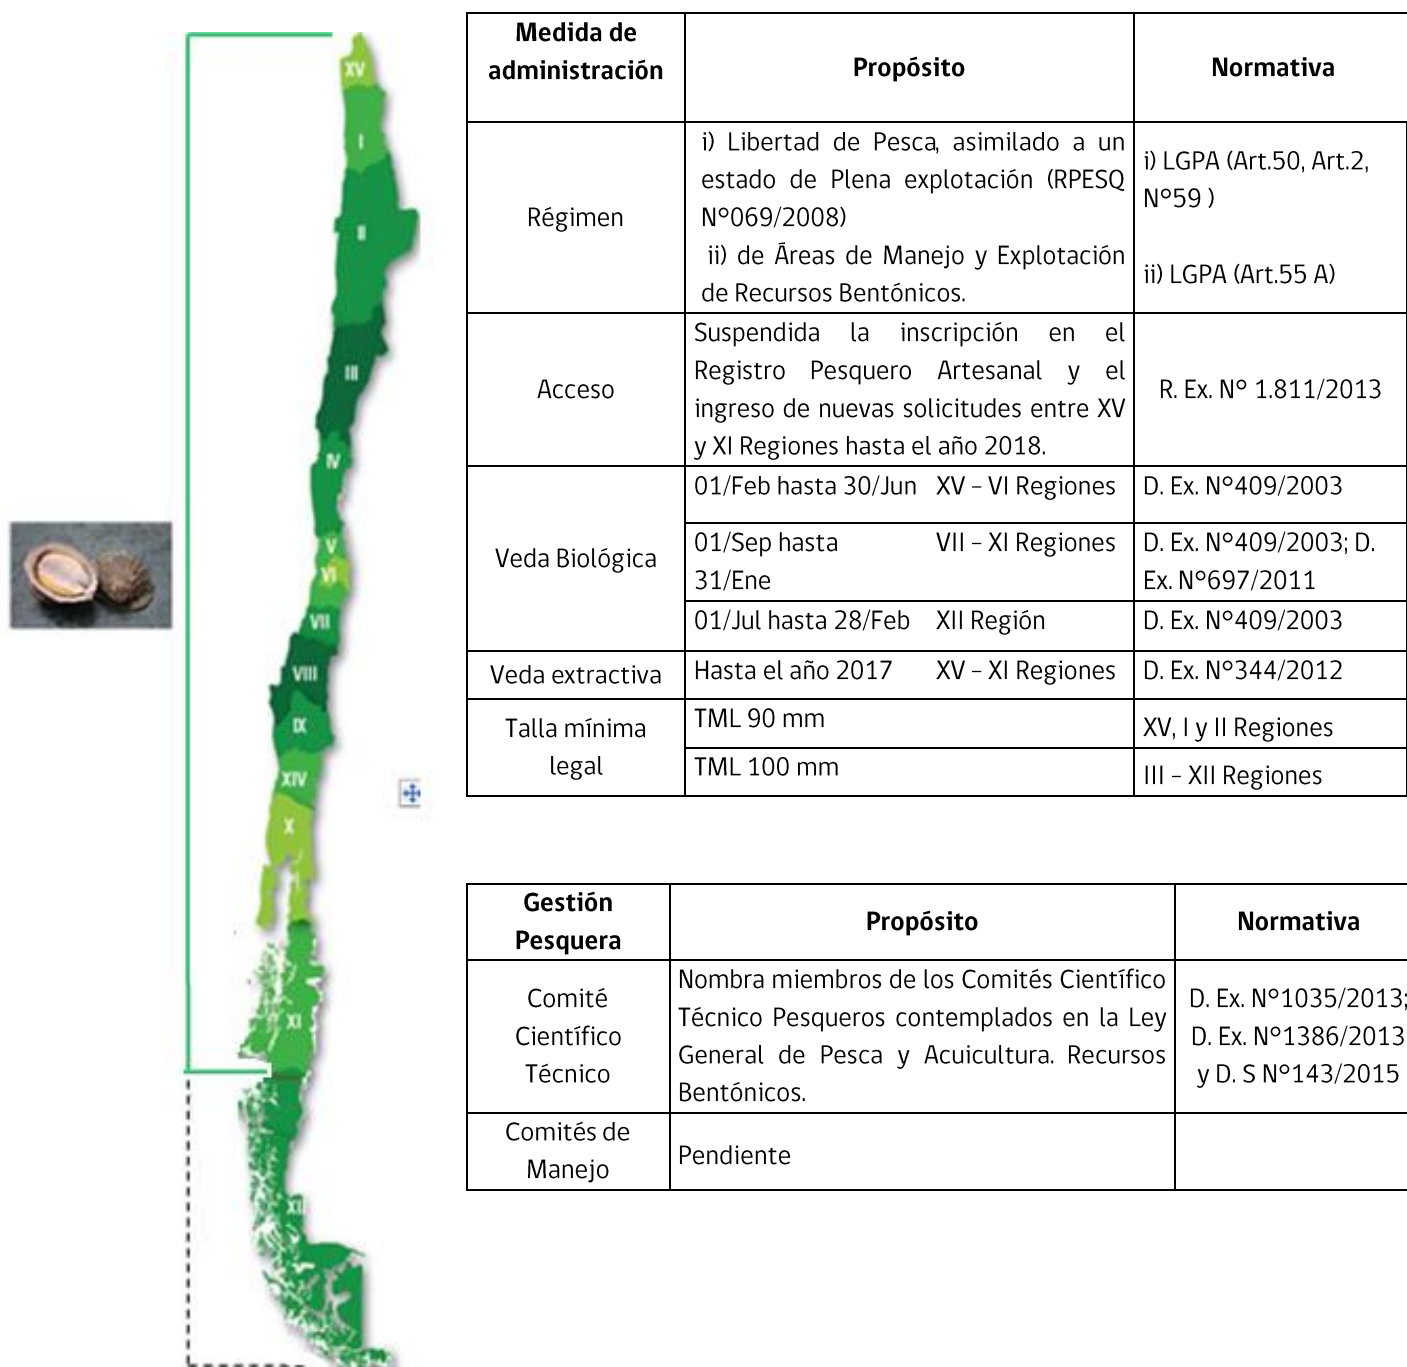 XV
I
II
III
IV
V
VI
VII
VIII
IX
XIV
X
XI
XII
Medida de
administración
Propósito
Normativa
Régimen
i) Libertad de Pesca, asimilado a un
estado de Plena explotación (RPESQ
N°069/2008)
ii) de Áreas de Manejo y Explotación
de Recursos Bentónicos.
i) LGPA (Art.50, Art.2,
N°59 )
ii) LGPA (Art.55 A)
Acceso
Suspendida la inscripción en el
Registro Pesquero Artesanal y el
ingreso de nuevas solicitudes entre XV
y XI Regiones hasta el año 2018.
R. Ex. N° 1.811/2013
Veda Biológica
01/Feb hasta 30/Jun XV – VI Regiones
D. Ex. N°409/2003
01/Sep hasta
31/Ene
VII – XI Regiones
D. Ex. N°409/2003; D.
Ex. N°697/2011
01/Jul hasta 28/Feb XII Región
D. Ex. N°409/2003
Veda extractiva
Hasta el año 2017 XV – XI Regiones
D. Ex. N°344/2012
Talla mínima
legal
TML 90 mm
XV, I y II Regiones
TML 100 mm
III – XII Regiones
Gestión
Pesquera
Propósito
Normativa
Comité
Científico
Técnico
Nombra miembros de los Comités Científico
Técnico Pesqueros contemplados en la Ley
General de Pesca y Acuicultura. Recursos
Bentónicos.
D. Ex. N°1035/2013;
D. Ex. N°1386/2013
y D. S N°143/2015
Comités de
Manejo
Pendiente